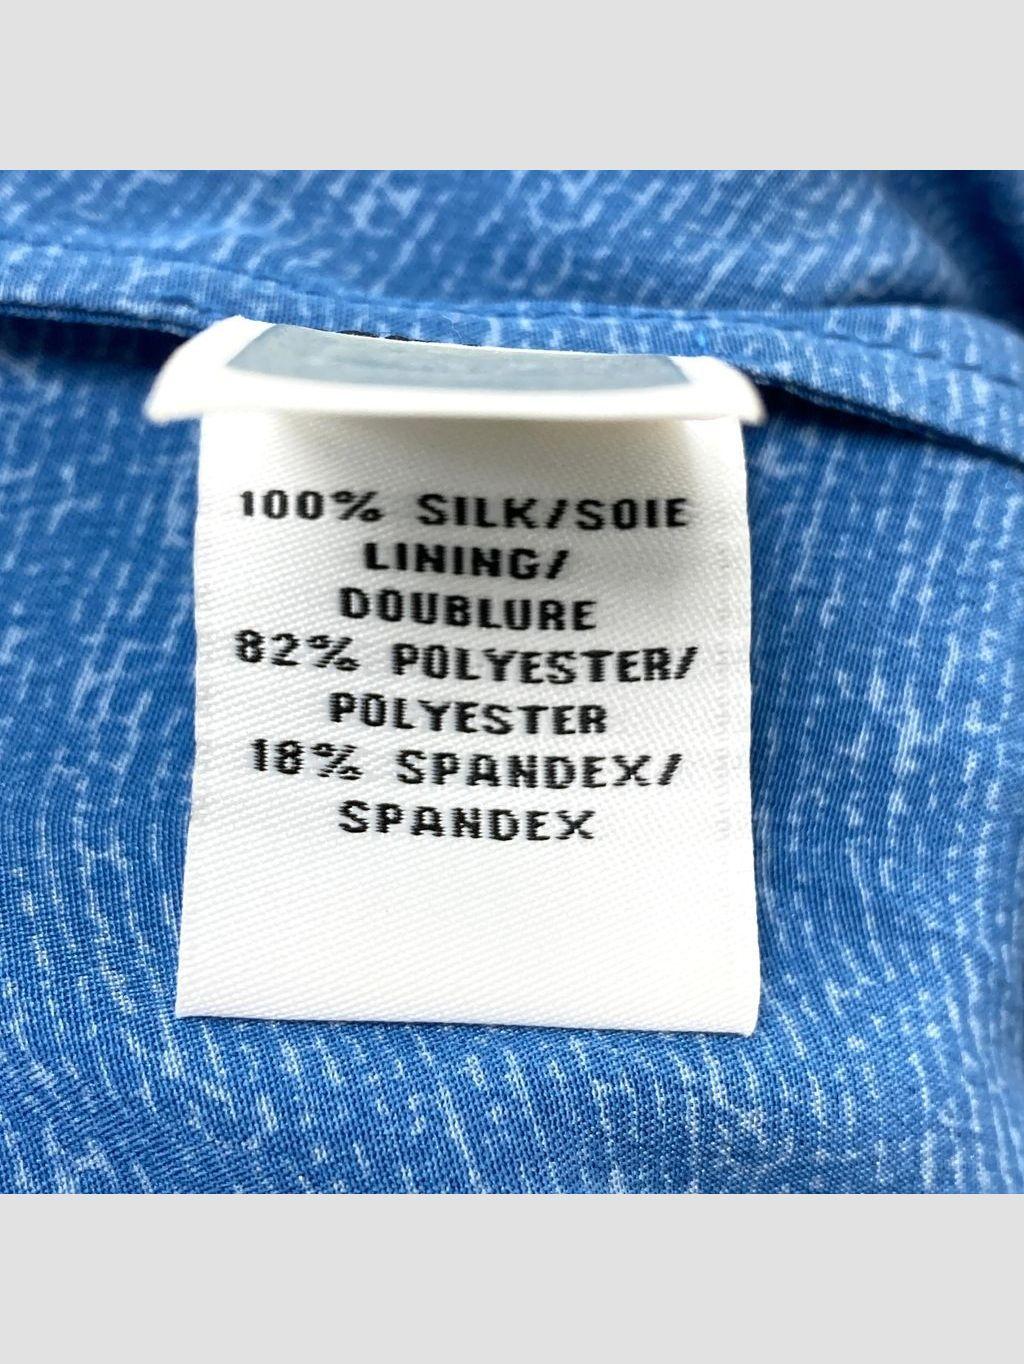 100% SILK/SOIE
LINING/
DOUBLURE
82% POLYESTER/
POLYESTER
18% SPANDEX/
SPANDEX